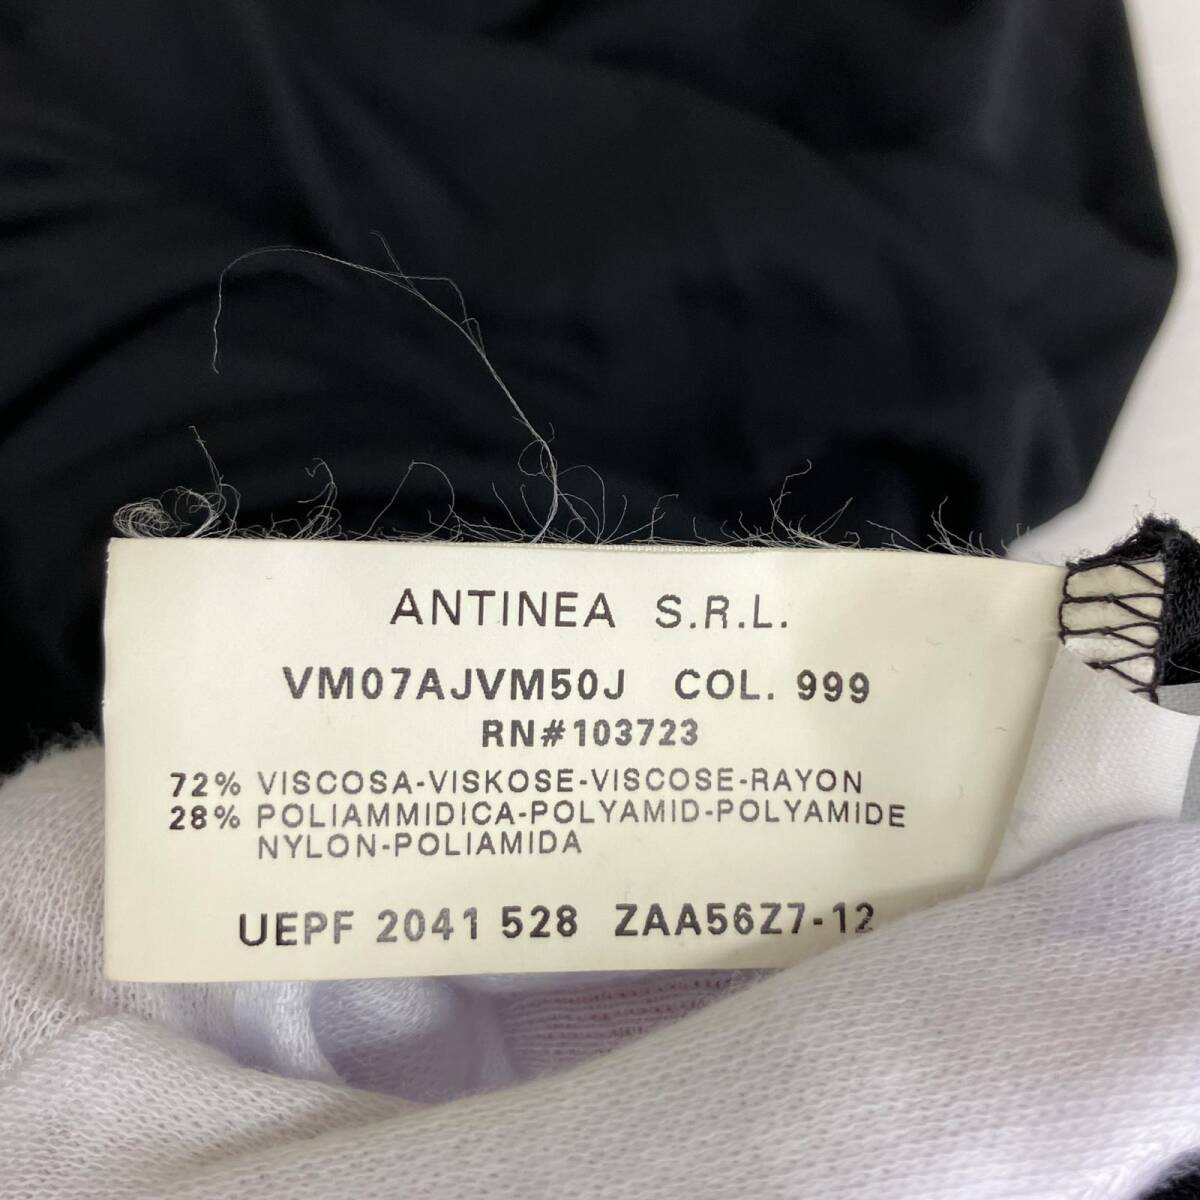 ANTINEA S.R.L.
VM07AJVM50J COL. 999
RN#103723
72% VISCOSA-VISKOSE-VISCOSE-RAYON
28% POLIAMMIDICA-POLYAMID-POLYAMIDE
NYLON-POLIAMIDA
UEPF 2041 528 ZAA56Z7-12